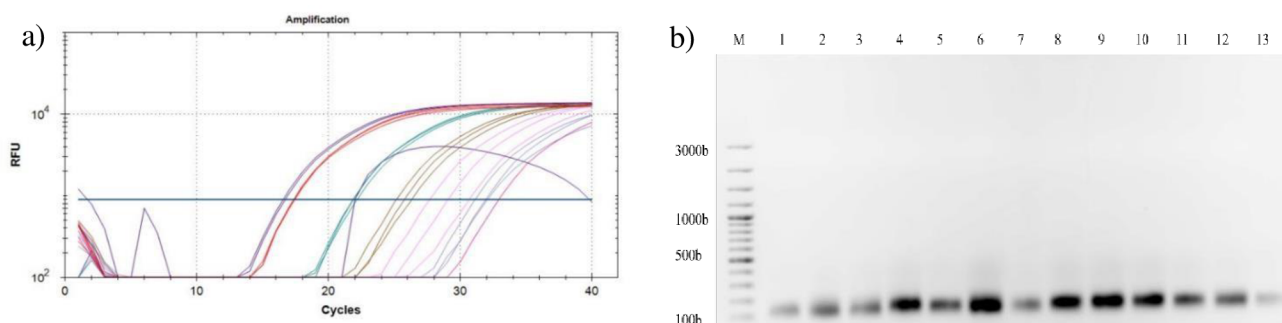 a)
Amplification
10⁴
10²
RFU
0 10 20 30 40
Cycles
b)
M 1 2 3 4 5 6 7 8 9 10 11 12 13
3000b
1000b
500b
100b